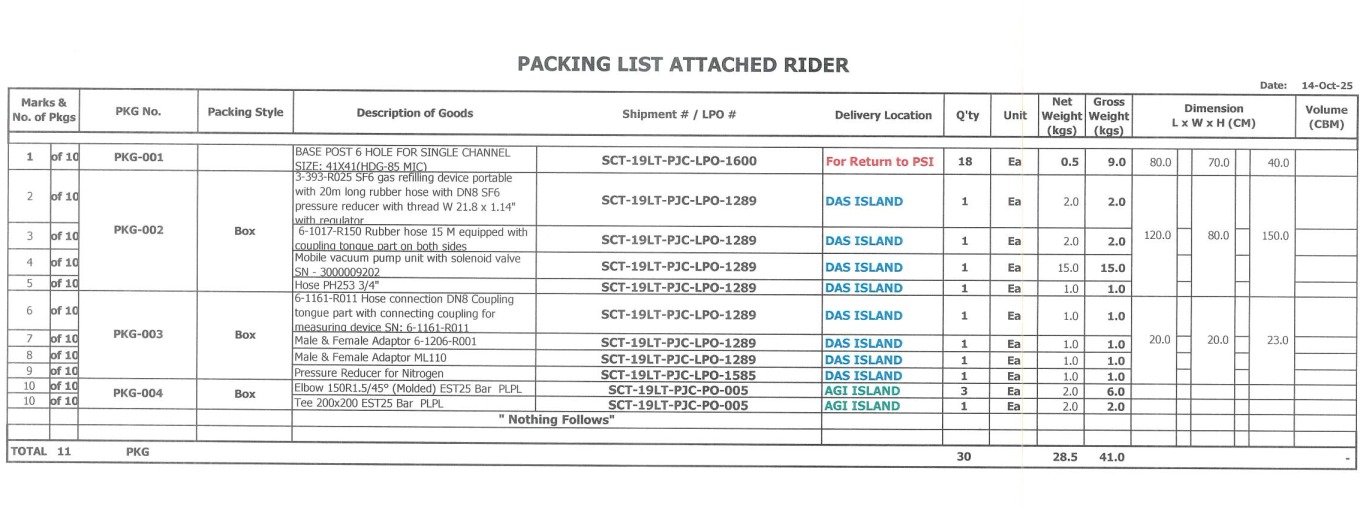 PACKING LIST ATTACHED RIDER
Date: 14-Oct-25
Marks & No. of Pkgs PKG No. Packing Style Description of Goods Shipment # / LPO # Delivery Location Q'ty Unit Net Weight (kgs) Gross Weight (kgs) Dimension L x W x H (CM) Volume (CBM)
1 of 10 PKG-001 BASE POST 6 HOLE FOR SINGLE CHANNEL
SIZE: 41X41(HDG-85 MIC) SCT-19LT-PJC-LPO-1600 For Return to PSI 18 Ea 0.5 9.0 80.0 70.0 40.0
2 of 10 PKG-002 Box 3-393-R025 SF6 gas refilling device portable
with 20m long rubber hose with DN8 SF6
pressure reducer with thread W 21.8 x 1.14"
with regulator SCT-19LT-PJC-LPO-1289 DAS ISLAND 1 Ea 2.0 2.0 120.0 80.0 150.0
3 of 10 6-1017-R150 Rubber hose 15 M equipped with
coupling tongue part on both sides SCT-19LT-PJC-LPO-1289 DAS ISLAND 1 Ea 2.0 2.0
4 of 10 Mobile vacuum pump unit with solenoid valve
SN - 3000009202 SCT-19LT-PJC-LPO-1289 DAS ISLAND 1 Ea 15.0 15.0
5 of 10 Hose PH253 3/4" SCT-19LT-PJC-LPO-1289 DAS ISLAND 1 Ea 1.0 1.0
6 of 10 PKG-003 Box 6-1161-R011 Hose connection DN8 Coupling
tongue part with connecting coupling for
measuring device SN: 6-1161-R011 SCT-19LT-PJC-LPO-1289 DAS ISLAND 1 Ea 1.0 1.0 20.0 20.0 23.0
7 of 10 Male & Female Adaptor 6-1206-R001 SCT-19LT-PJC-LPO-1289 DAS ISLAND 1 Ea 1.0 1.0
8 of 10 Male & Female Adaptor ML110 SCT-19LT-PJC-LPO-1289 DAS ISLAND 1 Ea 1.0 1.0
9 of 10 Pressure Reducer for Nitrogen SCT-19LT-PJC-LPO-1585 DAS ISLAND 1 Ea 1.0 1.0
10 of 10 PKG-004 Box Elbow 150R1.5/45° (Molded) EST25 Bar PLPL SCT-19LT-PJC-PO-005 AGI ISLAND 3 Ea 2.0 6.0
10 of 10 Tee 200x200 EST25 Bar PLPL SCT-19LT-PJC-PO-005 AGI ISLAND 1 Ea 2.0 2.0
" Nothing Follows"
TOTAL 11 PKG 30 28.5 41.0 -